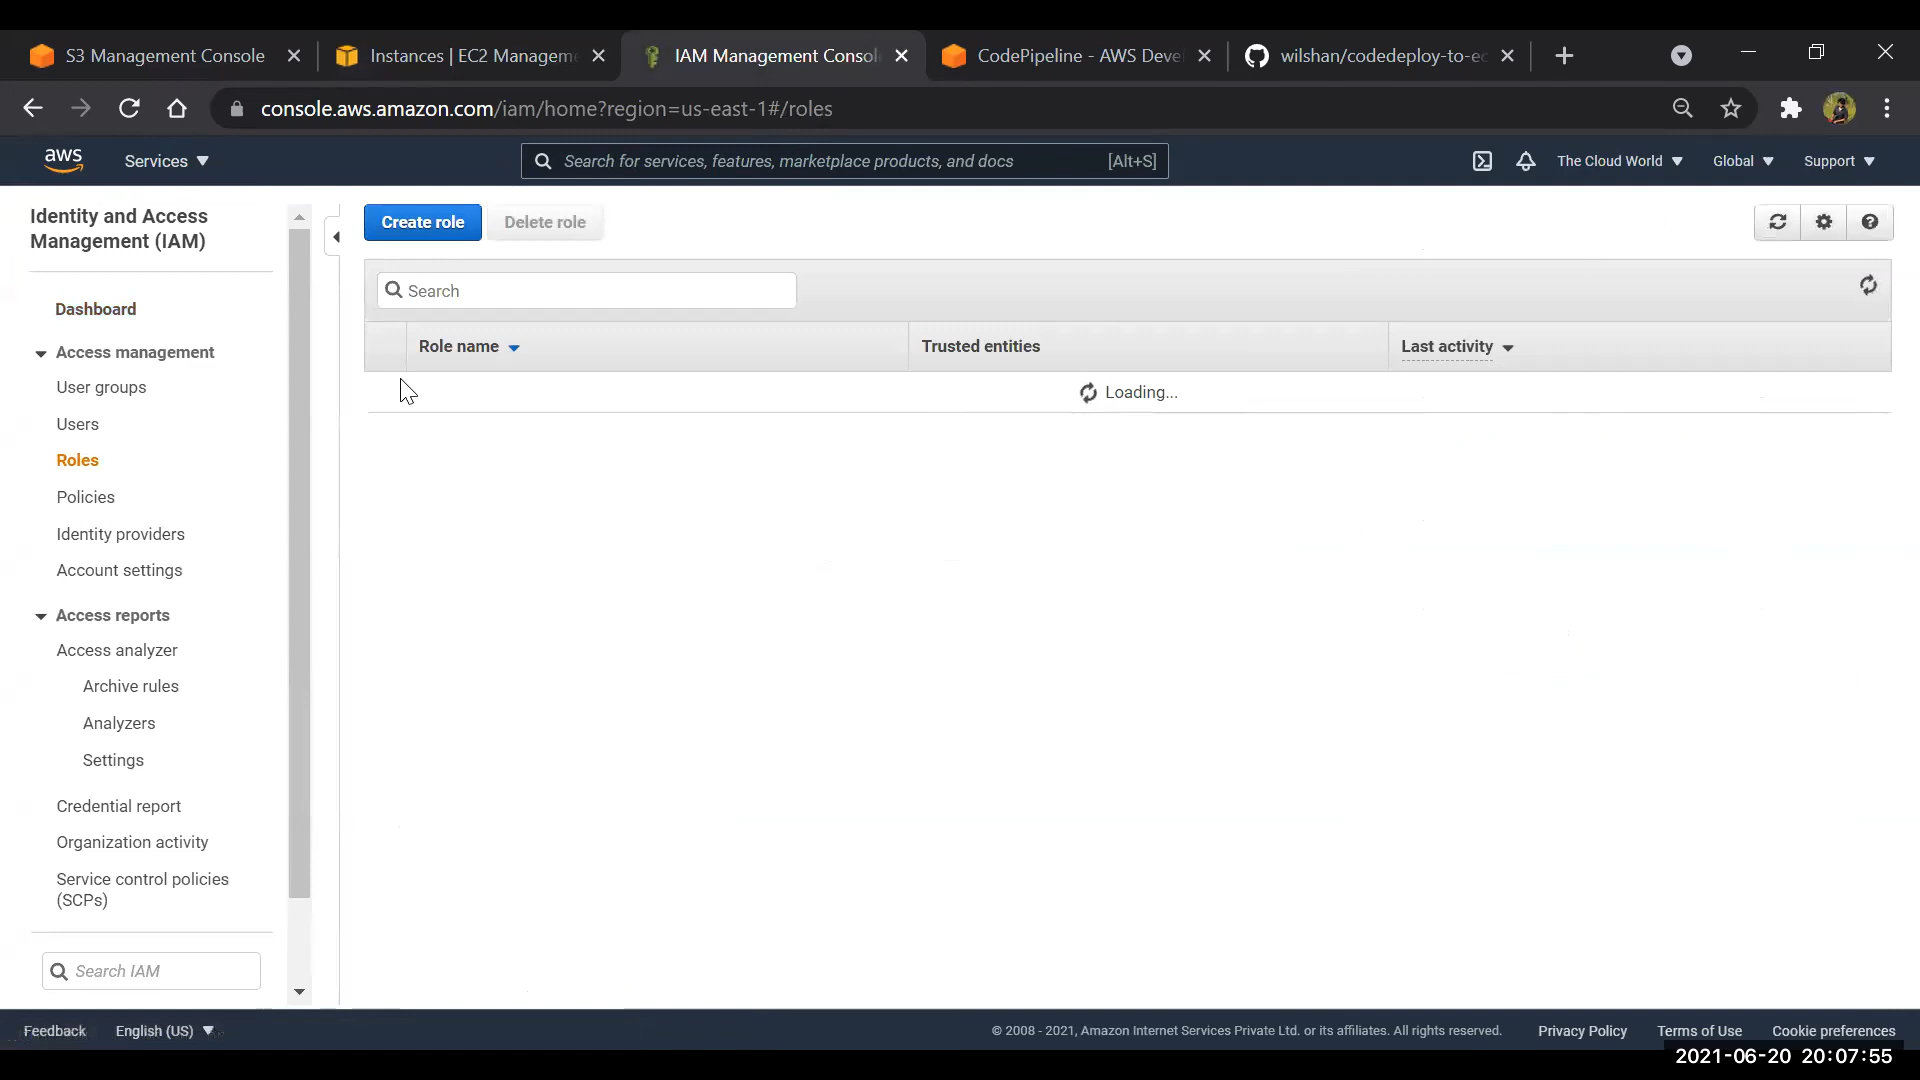 S3 Management Console
Instances | EC2 Manageme
IAM Management Consol
CodePipeline - AWS Deve
wilshan/codedeploy-to-ec
console.aws.amazon.com/iam/home?region=us-east-1#/roles
aws
Services
Search for services, features, marketplace products, and docs
[Alt+S]
The Cloud World
Global
Support
Identity and Access
Management (IAM)
Dashboard
Access management
User groups
Users
Roles
Policies
Identity providers
Account settings
Access reports
Access analyzer
Archive rules
Analyzers
Settings
Credential report
Organization activity
Service control policies
(SCPs)
Search IAM
Create role
Delete role
Search
Role name
Trusted entities
Last activity
Loading...
Feedback
English (US)
© 2008 - 2021, Amazon Internet Services Private Ltd. or its affiliates. All rights reserved.
Privacy Policy
Terms of Use
Cookie preferences
2021-06-20 20:07:55